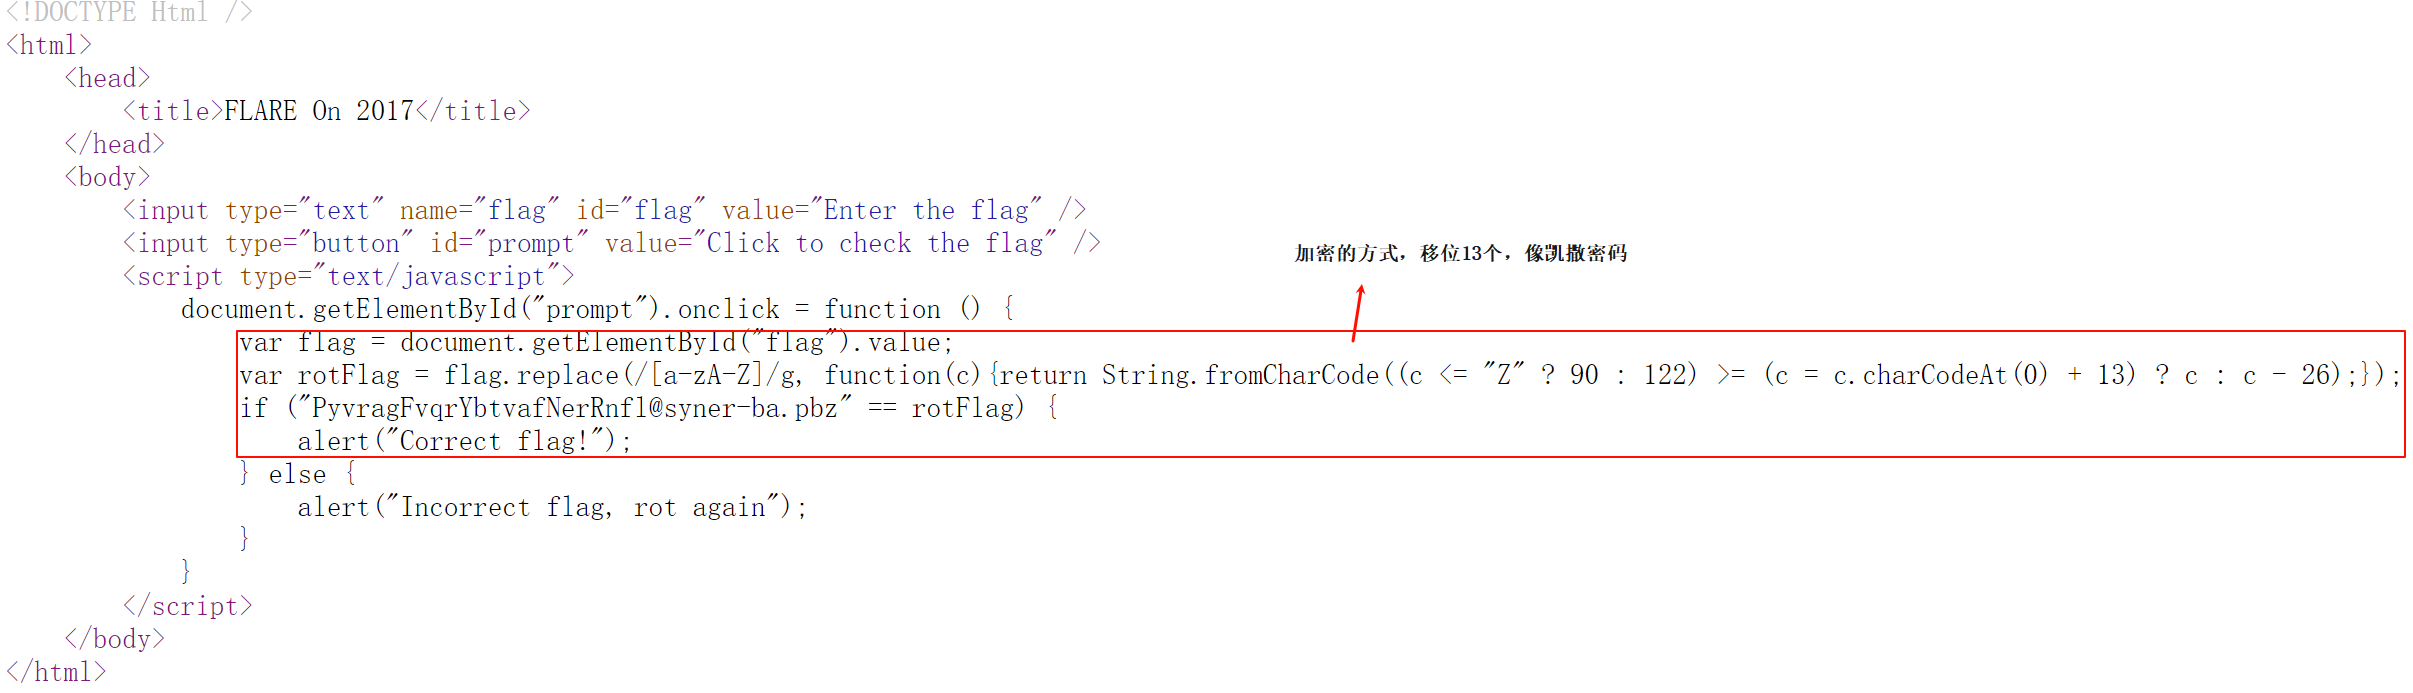 <!DOCTYPE Html />
<html>
    <head>
        <title>FLARE On 2017</title>
    </head>
    <body>
        <input type="text" name="flag" id="flag" value="Enter the flag" />
        <input type="button" id="prompt" value="Click to check the flag" />
加密的方式，移位13个，像凯撒密码
        <script type="text/javascript">
            document.getElementById("prompt").onclick = function () {
                var flag = document.getElementById("flag").value;
                var rotFlag = flag.replace(/[a-zA-Z]/g, function(c){return String.fromCharCode((c <= "Z" ? 90 : 122) >= (c = c.charCodeAt(0) + 13) ? c : c - 26);});
                if ("PyvragFvqrYbtvafNerRnfl@syner-ba.pbz" == rotFlag) {
                    alert("Correct flag!");
                } else {
                    alert("Incorrect flag, rot again");
                }
            }
        </script>
    </body>
</html>